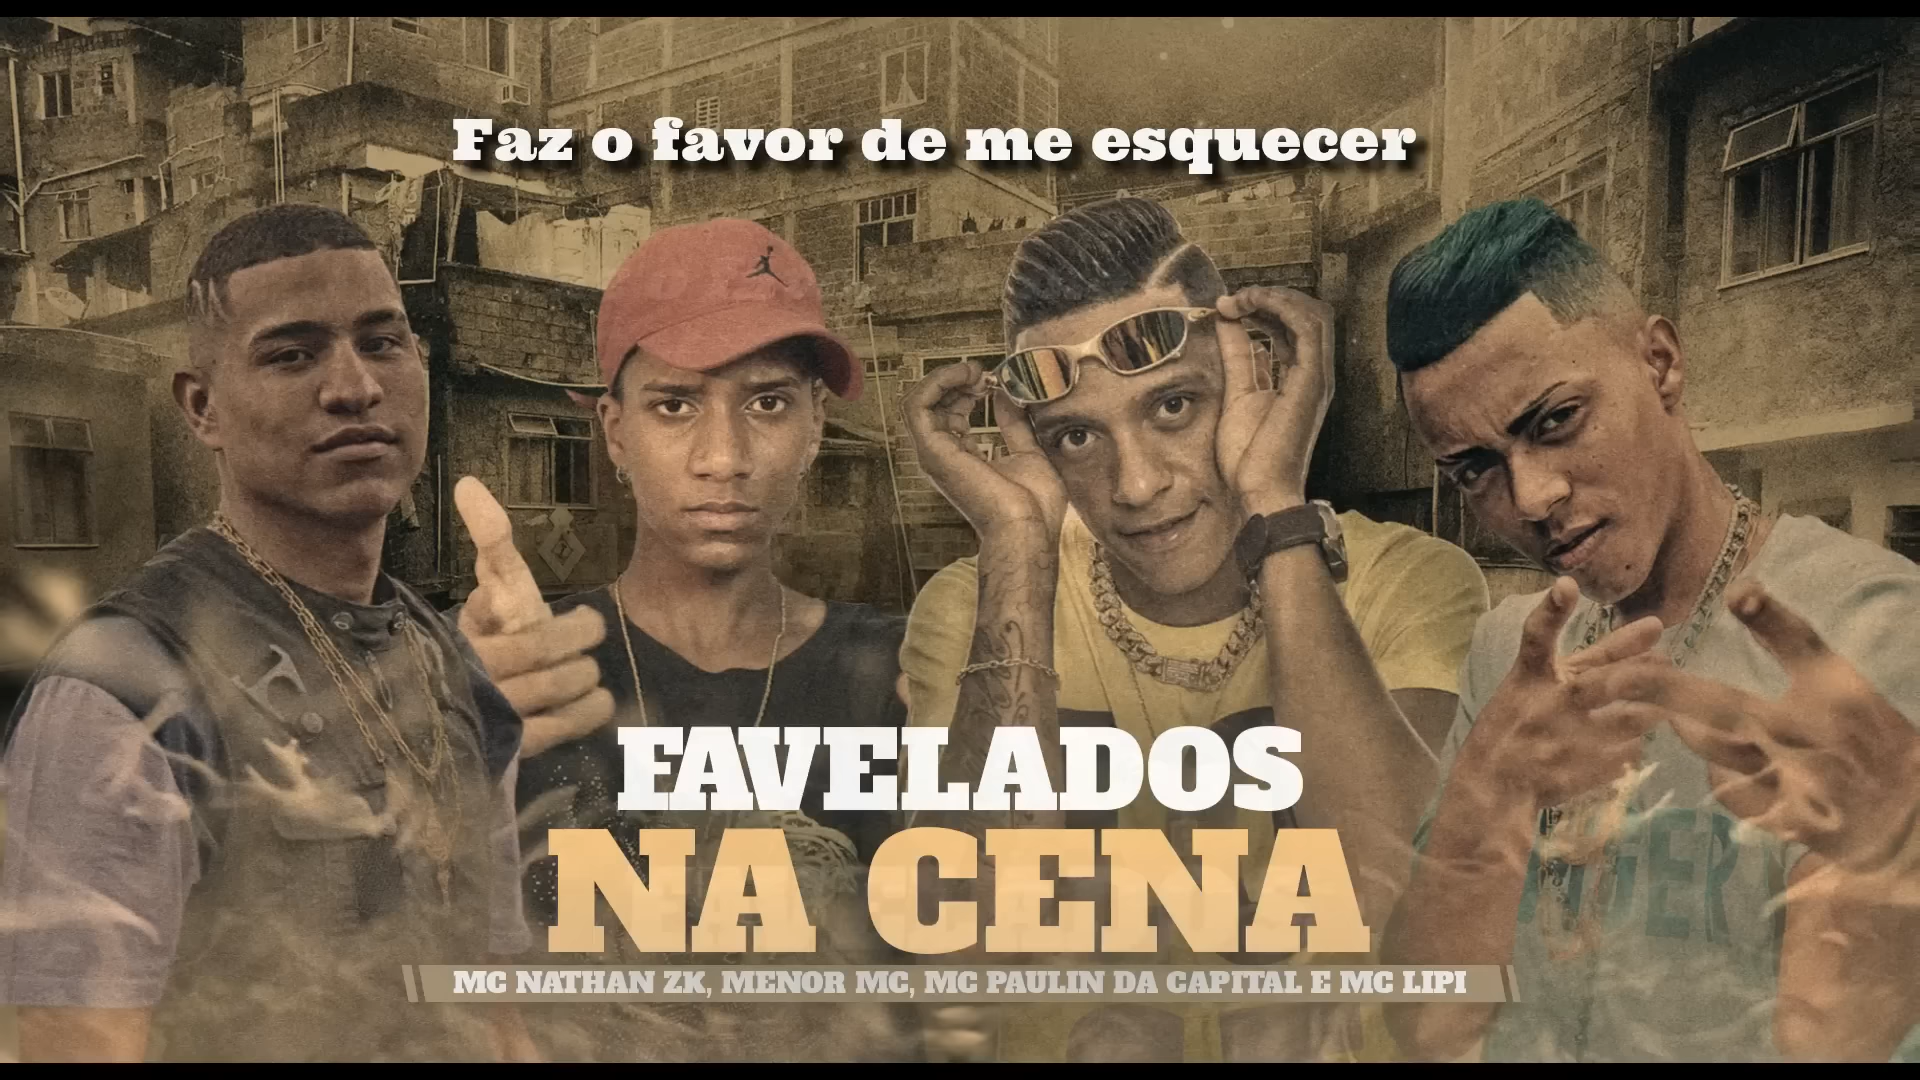 Faz o favor de me esquecer
FAVELADOS
NA CENA
MC NATHAN ZK, MENOR MC, MC PAULIN DA CAPITAL E MC LIPI